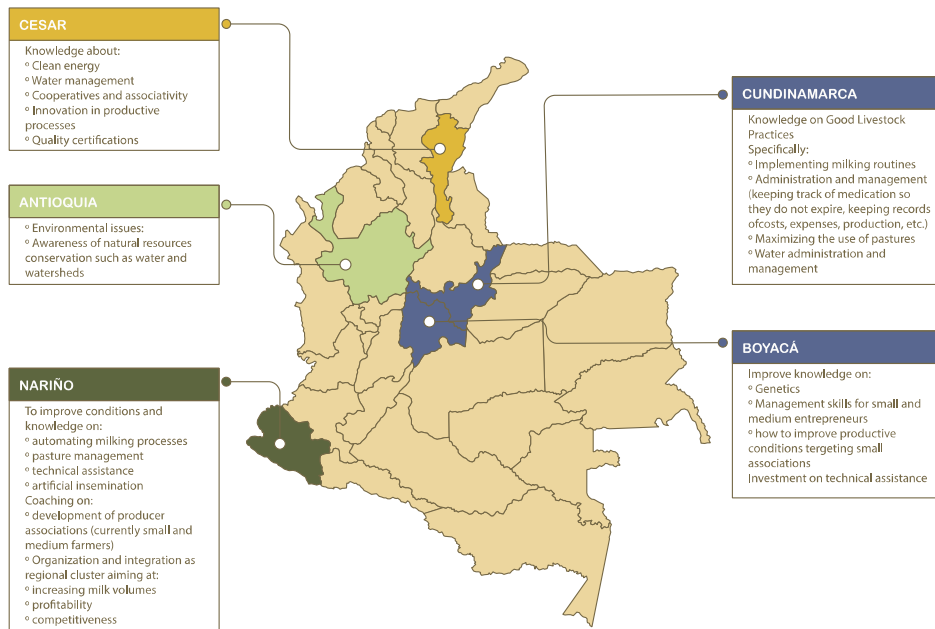 CESAR
Knowledge about:
º Clean energy
º Water management
º Cooperatives and associativity
º Innovation in productive
processes
º Quality certifications
ANTIOQUIA
º Environmental issues:
º Awareness of natural resources
conservation such as water and
watersheds
NARIÑO
To improve conditions and
knowledge on:
º automating milking processes
º pasture management
º technical assistance
º artificial insemination
Coaching on:
º development of producer
associations (currently small and
medium farmers)
º Organization and integration as
regional cluster aiming at:
º increasing milk volumes
º profitability
º competitiveness
CUNDINAMARCA
Knowledge on Good Livestock
Practices
Specifically:
º Implementing milking routines
º Administration and management
(keeping track of medication so
they do not expire, keeping records
ofcosts, expenses, production, etc.)
º Maximizing the use of pastures
º Water administration and
management
BOYACÁ
Improve knowledge on:
º Genetics
º Management skills for small and
medium entrepreneurs
º how to improve productive
conditions tergeting small
associations
Investment on technical assistance